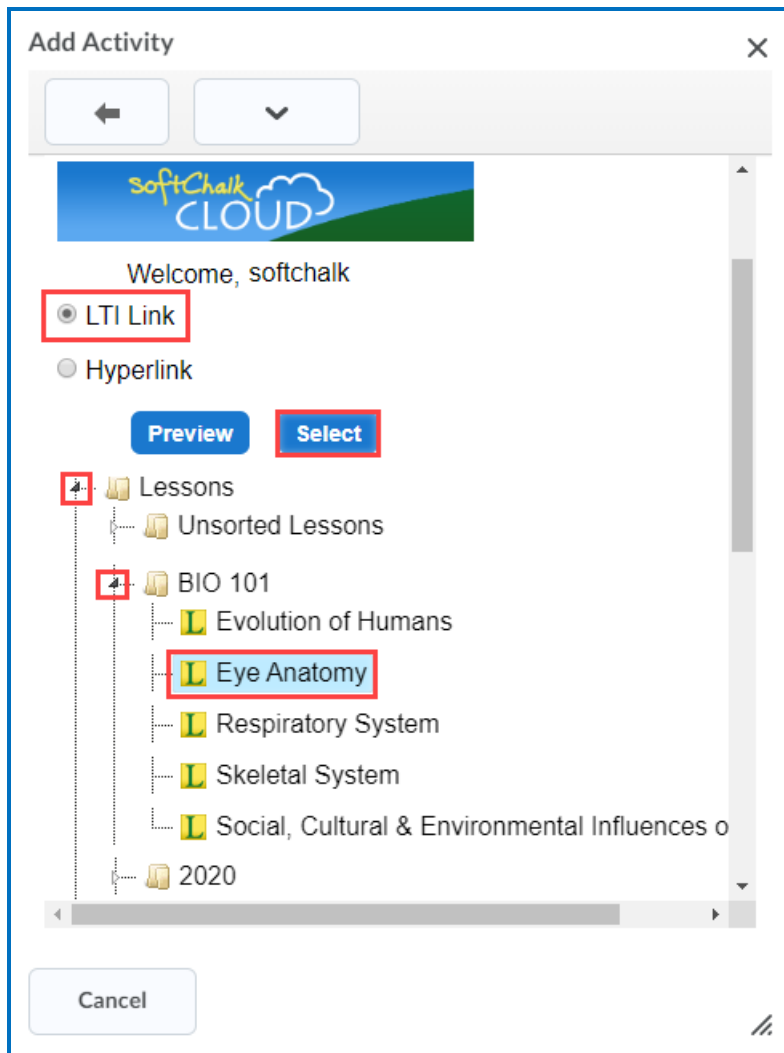 Add Activity
softChalk
CLOUD
Welcome, softchalk
LTI Link
Hyperlink
Preview Select
Lessons
Unsorted Lessons
BIO 101
L Evolution of Humans
L Eye Anatomy
L Respiratory System
L Skeletal System
L Social, Cultural & Environmental Influences o
2020
Cancel